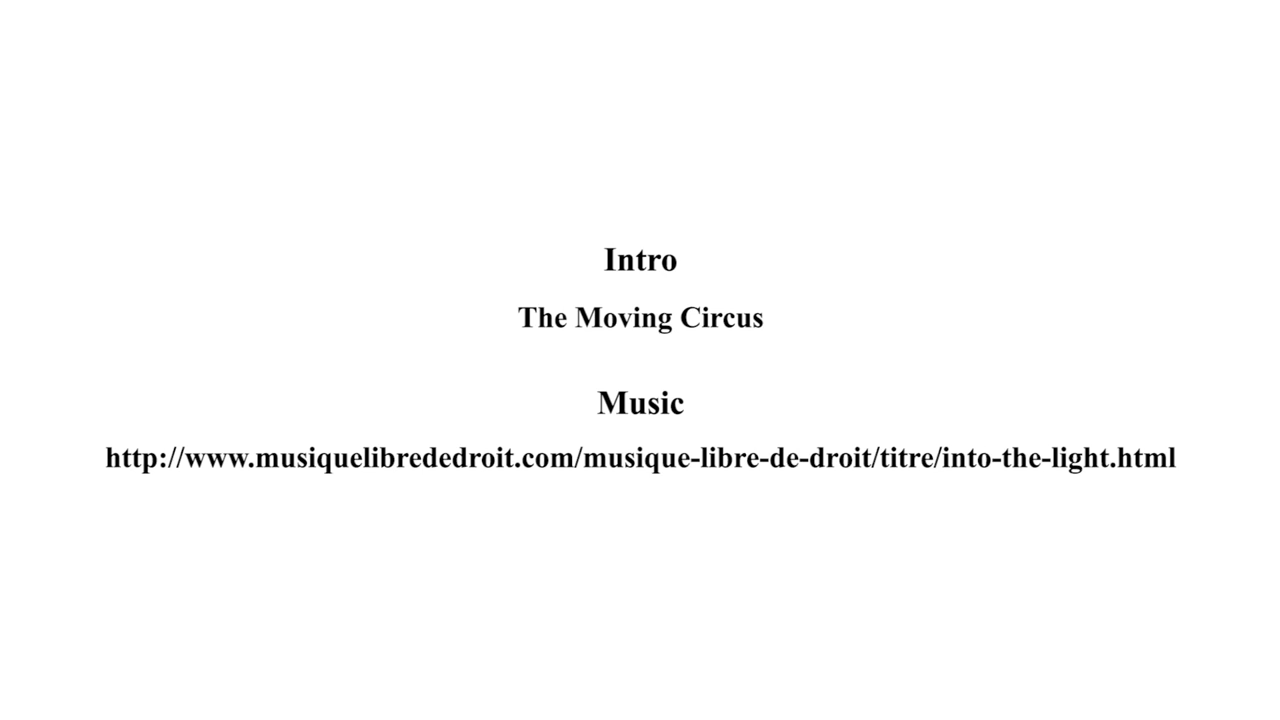 Intro
The Moving Circus
Music
http://www.musiquelibrededroit.com/musique-libre-de-droit/titre/into-the-light.html